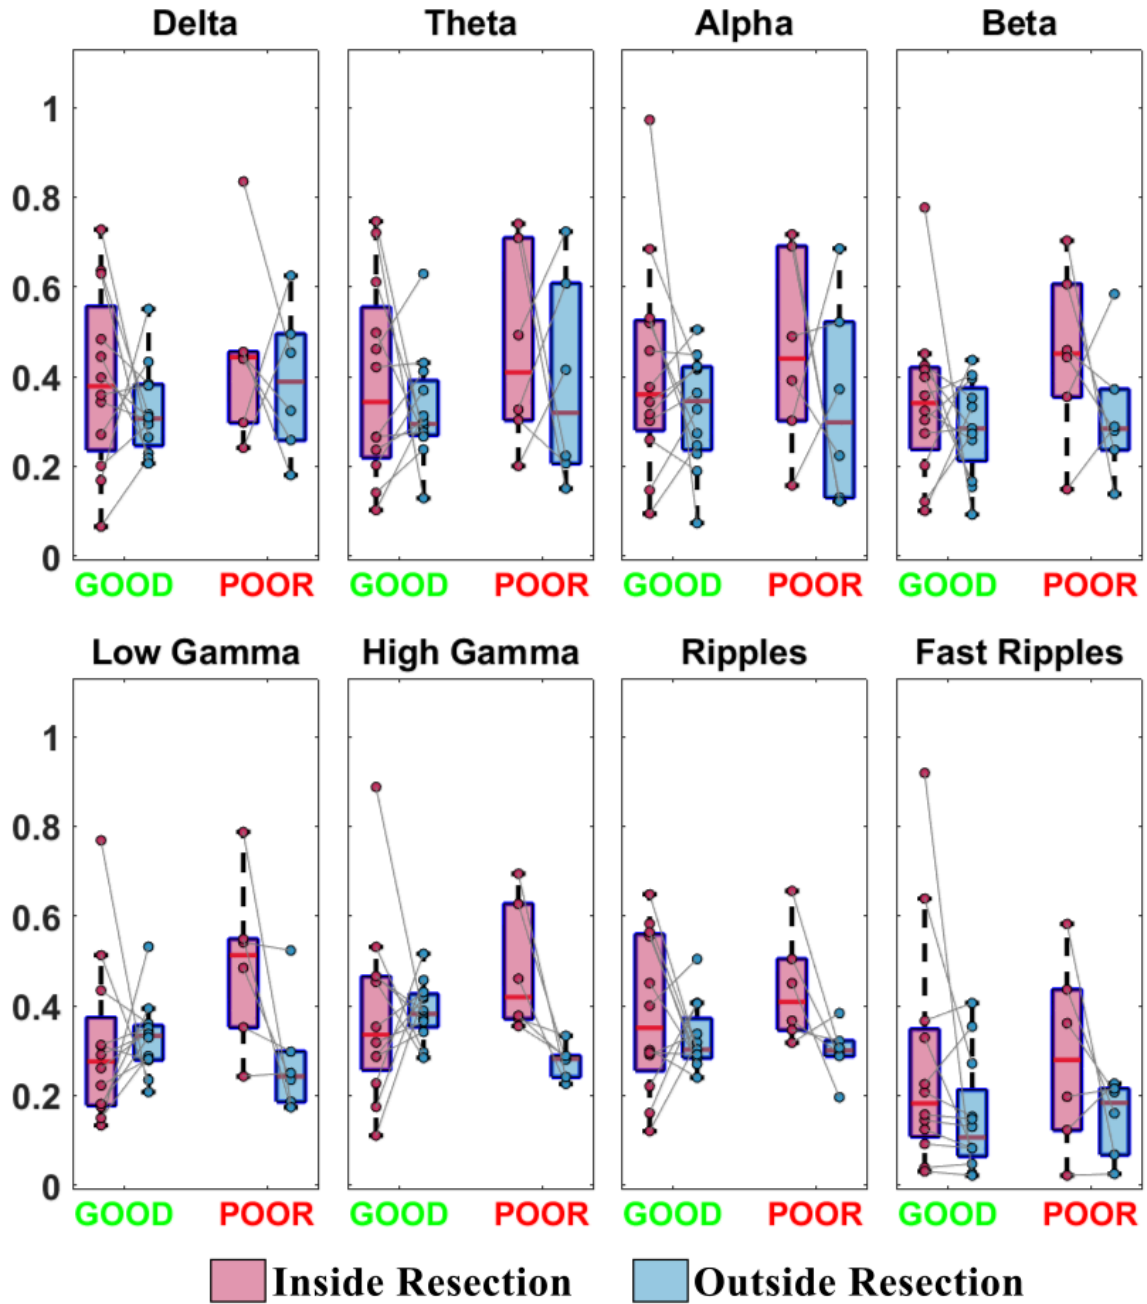 Delta Theta Alpha Beta
1
0.8
0.6
0.4
0.2
0
GOOD POOR GOOD POOR GOOD POOR GOOD POOR
Low Gamma High Gamma Ripples Fast Ripples
1
0.8
0.6
0.4
0.2
0
GOOD POOR GOOD POOR GOOD POOR GOOD POOR
Inside Resection Outside Resection